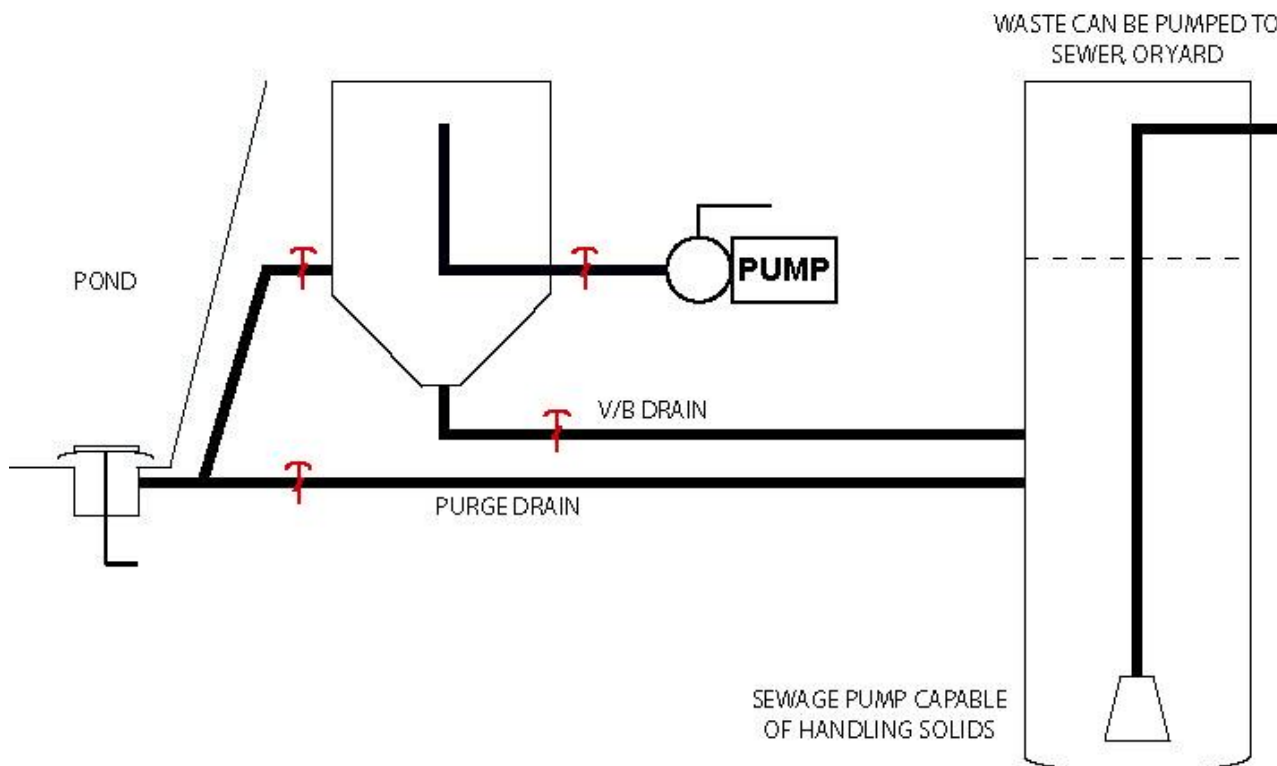 WASTE CAN BE PUMPED TO
SEWER, ORYARD
POND
PUMP
V/B DRAIN
PURGE DRAIN
SEWAGE PUMP CAPABLE
OF HANDLING SOLIDS